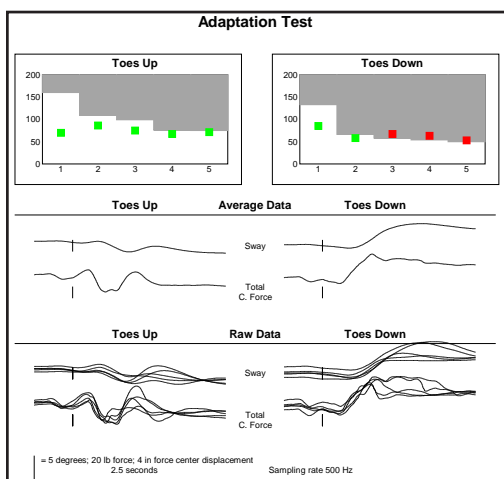 Adaptation Test
Toes Up Toes Down
200 200
150 150
100 100
50 50
0 0
1 2 3 4 5 1 2 3 4 5
Toes Up Average Data Toes Down
Sway
Total
C. Force
Toes Up Raw Data Toes Down
Sway
Total
C. Force
= 5 degrees; 20 lb force; 4 in force center displacement
2.5 seconds Sampling rate 500 Hz